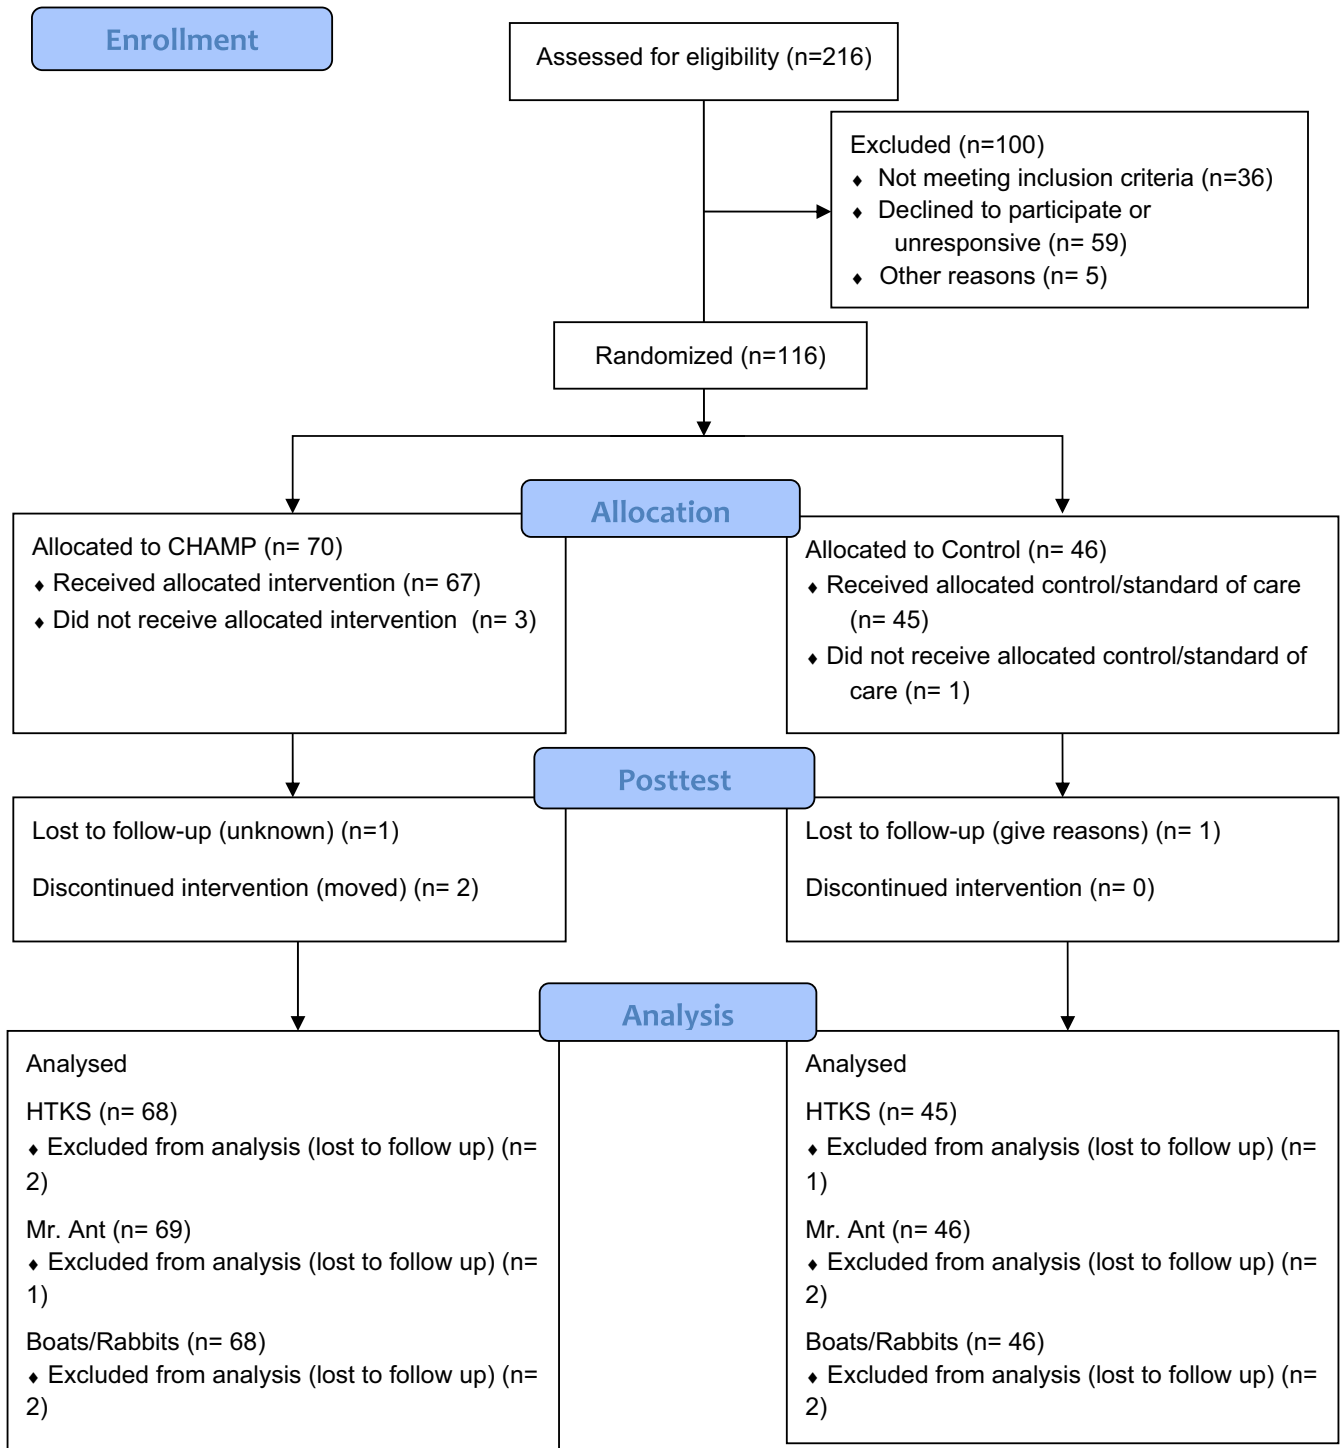 Enrollment
Assessed for eligibility (n=216)
Excluded (n=100)
♦ Not meeting inclusion criteria (n=36)
♦ Declined to participate or
unresponsive (n= 59)
♦ Other reasons (n= 5)
Randomized (n=116)
Allocation
Allocated to CHAMP (n= 70)
♦ Received allocated intervention (n= 67)
♦ Did not receive allocated intervention (n= 3)
Allocated to Control (n= 46)
♦ Received allocated control/standard of care
(n= 45)
♦ Did not receive allocated control/standard of
care (n= 1)
Posttest
Lost to follow-up (unknown) (n=1)
Discontinued intervention (moved) (n= 2)
Lost to follow-up (give reasons) (n= 1)
Discontinued intervention (n= 0)
Analysis
Analysed
HTKS (n= 68)
♦ Excluded from analysis (lost to follow up) (n=
2)
Mr. Ant (n= 69)
♦ Excluded from analysis (lost to follow up) (n=
1)
Boats/Rabbits (n= 68)
♦ Excluded from analysis (lost to follow up) (n=
2)
Analysed
HTKS (n= 45)
♦ Excluded from analysis (lost to follow up) (n=
1)
Mr. Ant (n= 46)
♦ Excluded from analysis (lost to follow up) (n=
2)
Boats/Rabbits (n= 46)
♦ Excluded from analysis (lost to follow up) (n=
2)